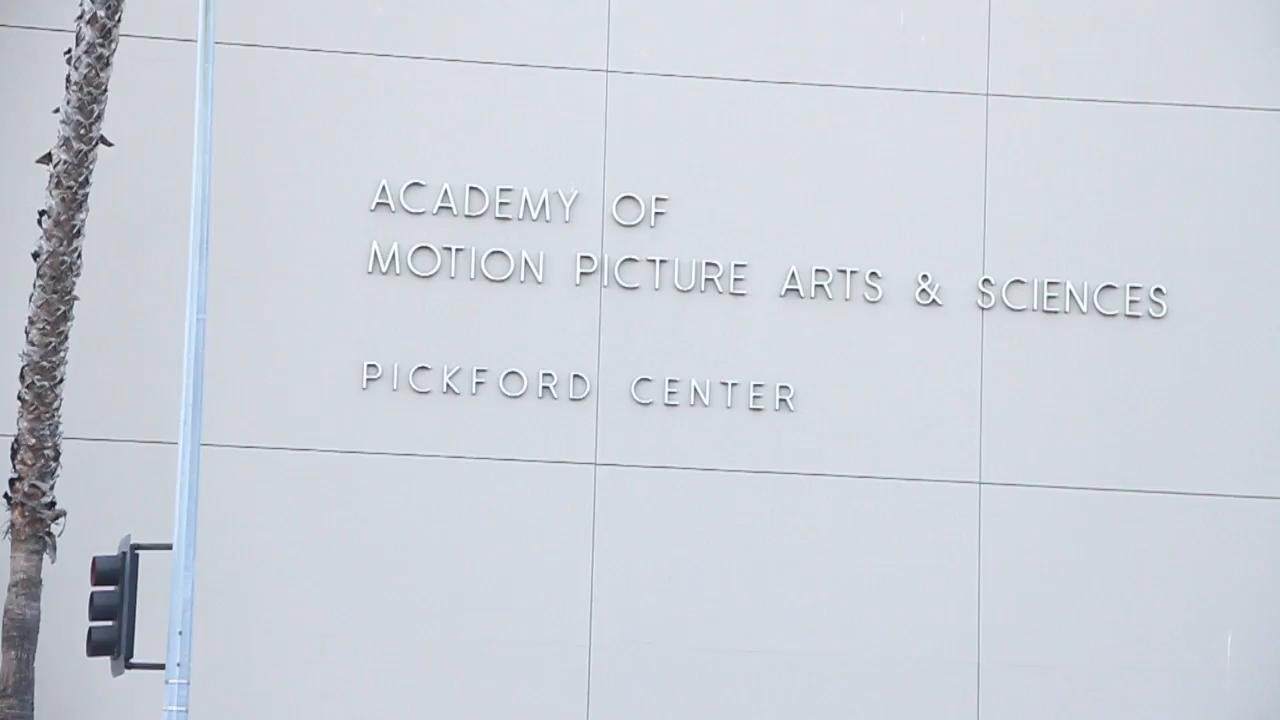 ACADEMY OF
MOTION PICTURE ARTS & SCIENCES
PICKFORD CENTER